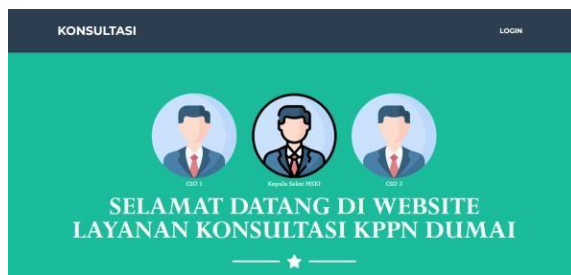 KONSULTASI
LOGIN
CSO 1
Kepala Seksi MSKI
CSO 2
SELAMAT DATANG DI WEBSITE
LAYANAN KONSULTASI KPPN DUMAI